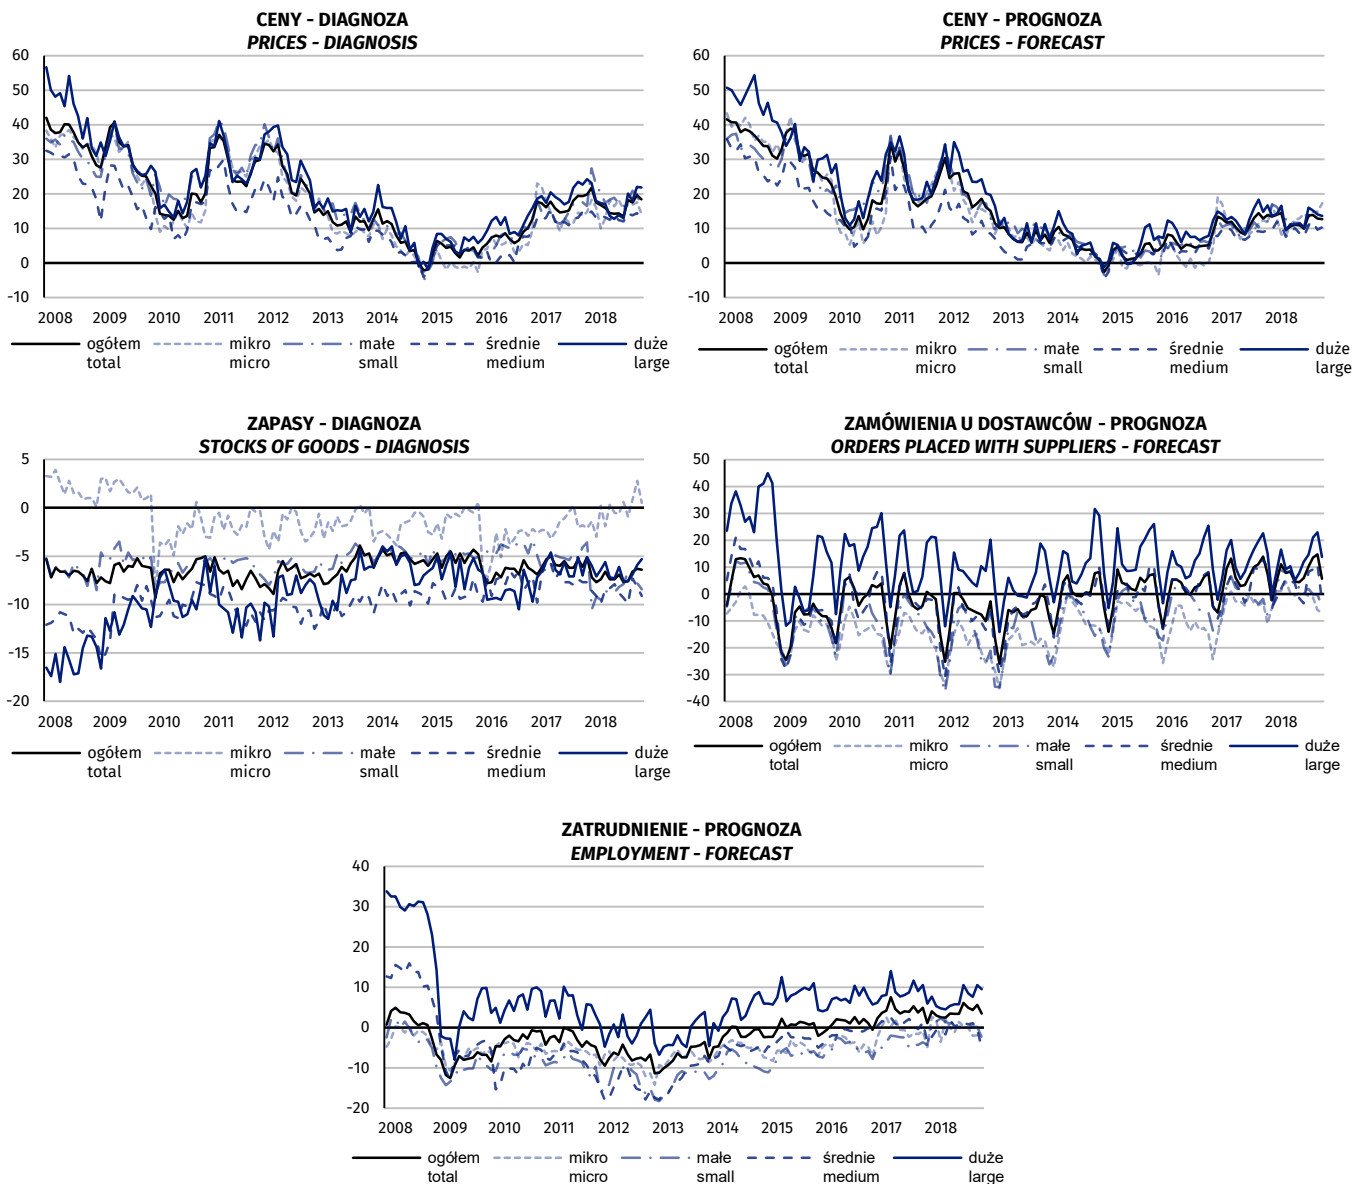 CENY – DIAGNOZA
PRICES – DIAGNOSIS
60
50
40
30
20
10
0
-10
2008 2009 2010 2011 2012 2013 2014 2015 2016 2017 2018
ogółem mikro małe średnie duże
total micro small medium large
CENY – PROGNOZA
PRICES – FORECAST
60
50
40
30
20
10
0
-10
2008 2009 2010 2011 2012 2013 2014 2015 2016 2017 2018
ogółem mikro małe średnie duże
total micro small medium large
ZAPASY – DIAGNOZA
STOCKS OF GOODS – DIAGNOSIS
5
0
-5
-10
-15
-20
2008 2009 2010 2011 2012 2013 2014 2015 2016 2017 2018
ogółem mikro małe średnie duże
total micro small medium large
ZAMÓWIENIA U DOSTAWCÓW – PROGNOZA
ORDERS PLACED WITH SUPPLIERS – FORECAST
50
40
30
20
10
0
-10
-20
-30
-40
2008 2009 2010 2011 2012 2013 2014 2015 2016 2017 2018
ogółem mikro małe średnie duże
total micro small medium large
ZATRUDNIENIE – PROGNOZA
EMPLOYMENT – FORECAST
40
30
20
10
0
-10
-20
2008 2009 2010 2011 2012 2013 2014 2015 2016 2017 2018
ogółem mikro małe średnie duże
total micro small medium large